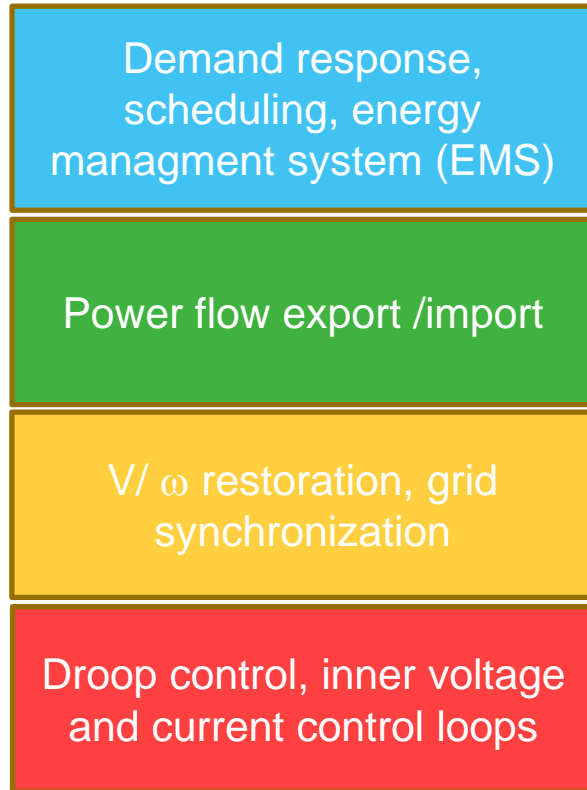 Demand response,
scheduling, energy
managment system (EMS)
Power flow export /import
V/ ω restoration, grid
synchronization
Droop control, inner voltage
and current control loops